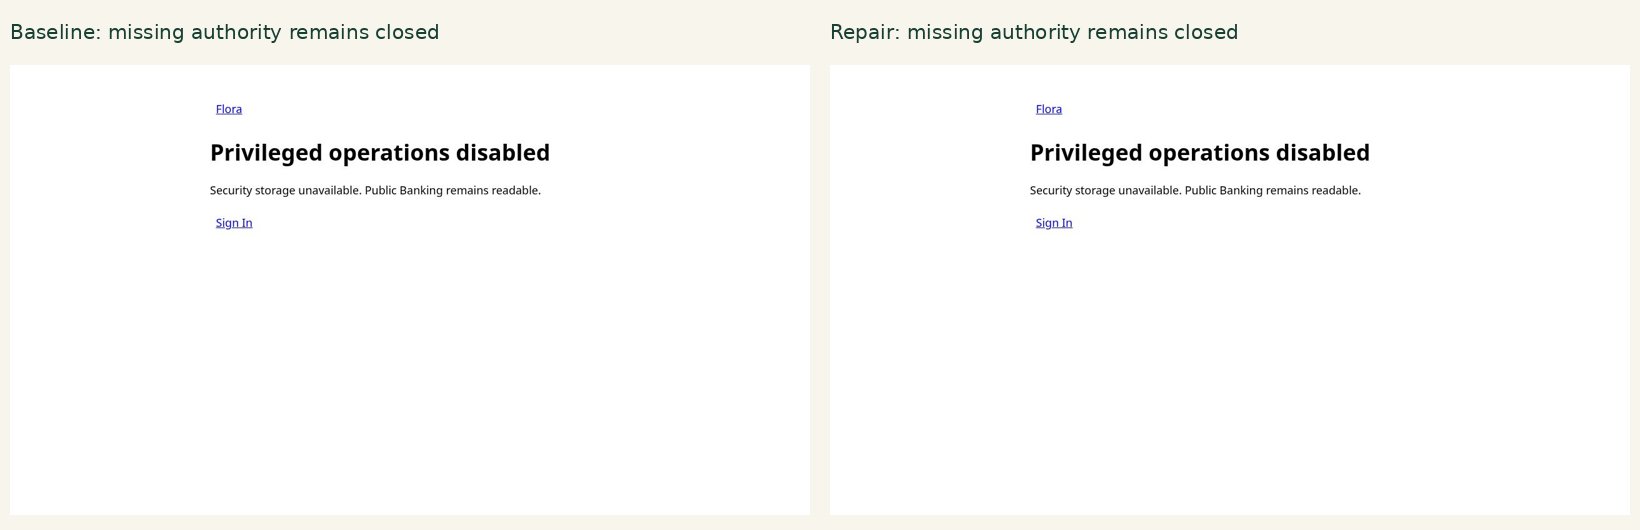 Baseline: missing authority remains closed
Flora
Privileged operations disabled
Security storage unavailable. Public Banking remains readable.
Sign In
Repair: missing authority remains closed
Flora
Privileged operations disabled
Security storage unavailable. Public Banking remains readable.
Sign In